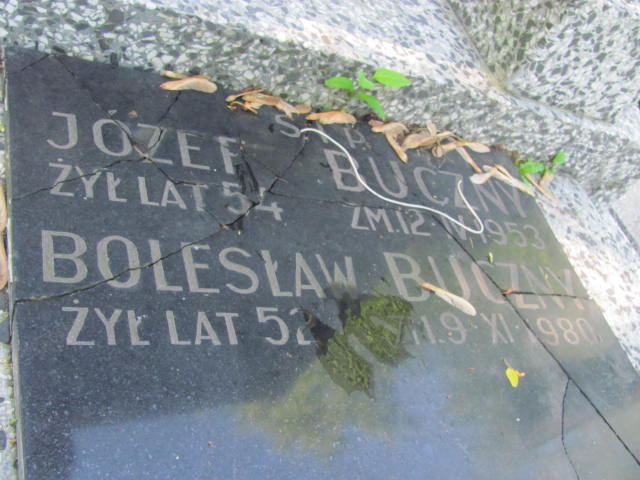 Ś. P.
JÓZEF BUCZNY
ŻYŁ LAT 54 ZM. 12 IV 1953
BOLESŁAW BUCZNY
ŻYŁ LAT 52 9 XI 1980